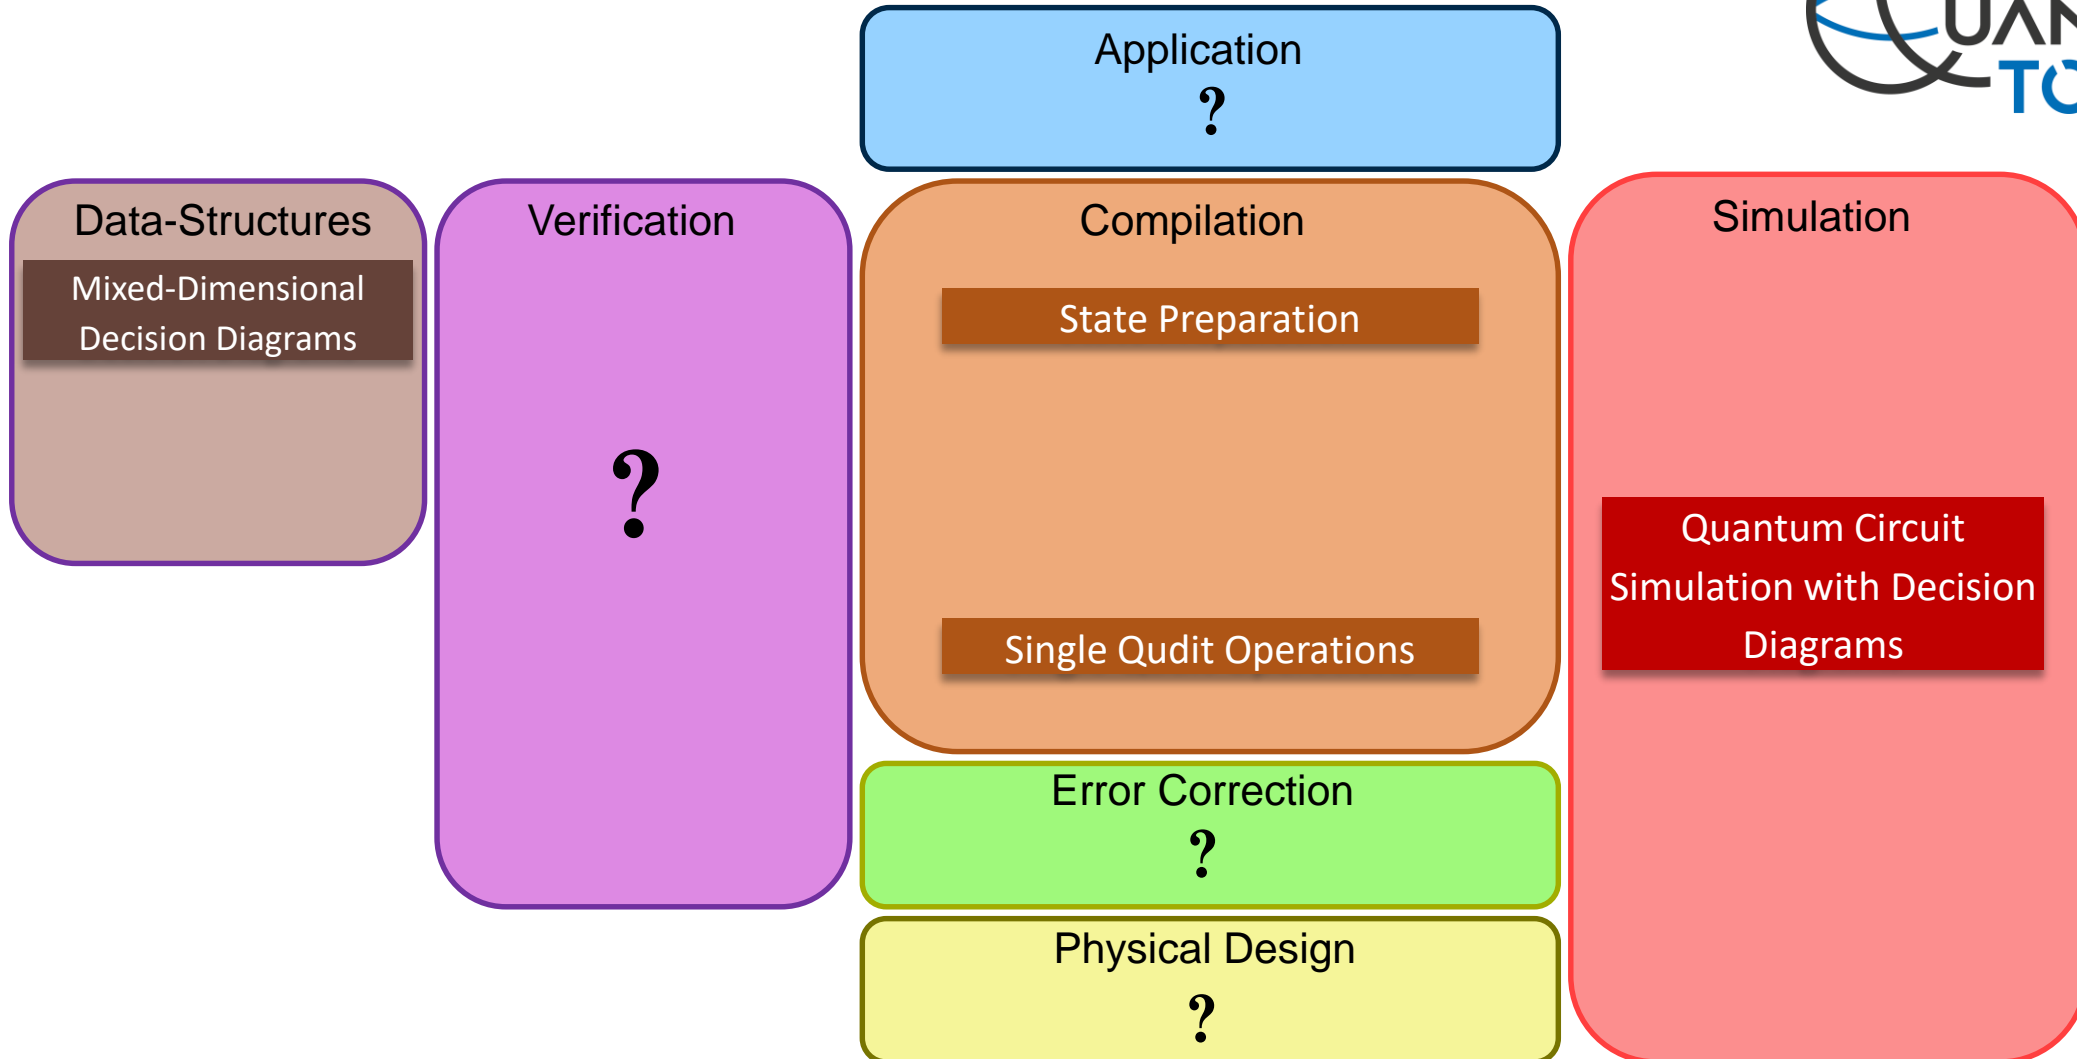 Application
?
Data-Structures
Mixed-Dimensional
Decision Diagrams
Verification
?
Compilation
State Preparation
Single Qudit Operations
Error Correction
?
Physical Design
?
Simulation
Quantum Circuit
Simulation with Decision
Diagrams